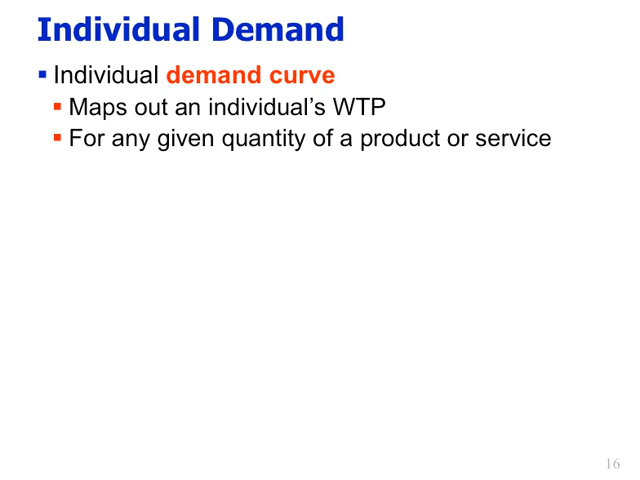 Individual Demand
Individual demand curve
Maps out an individual’s WTP
For any given quantity of a product or service
16